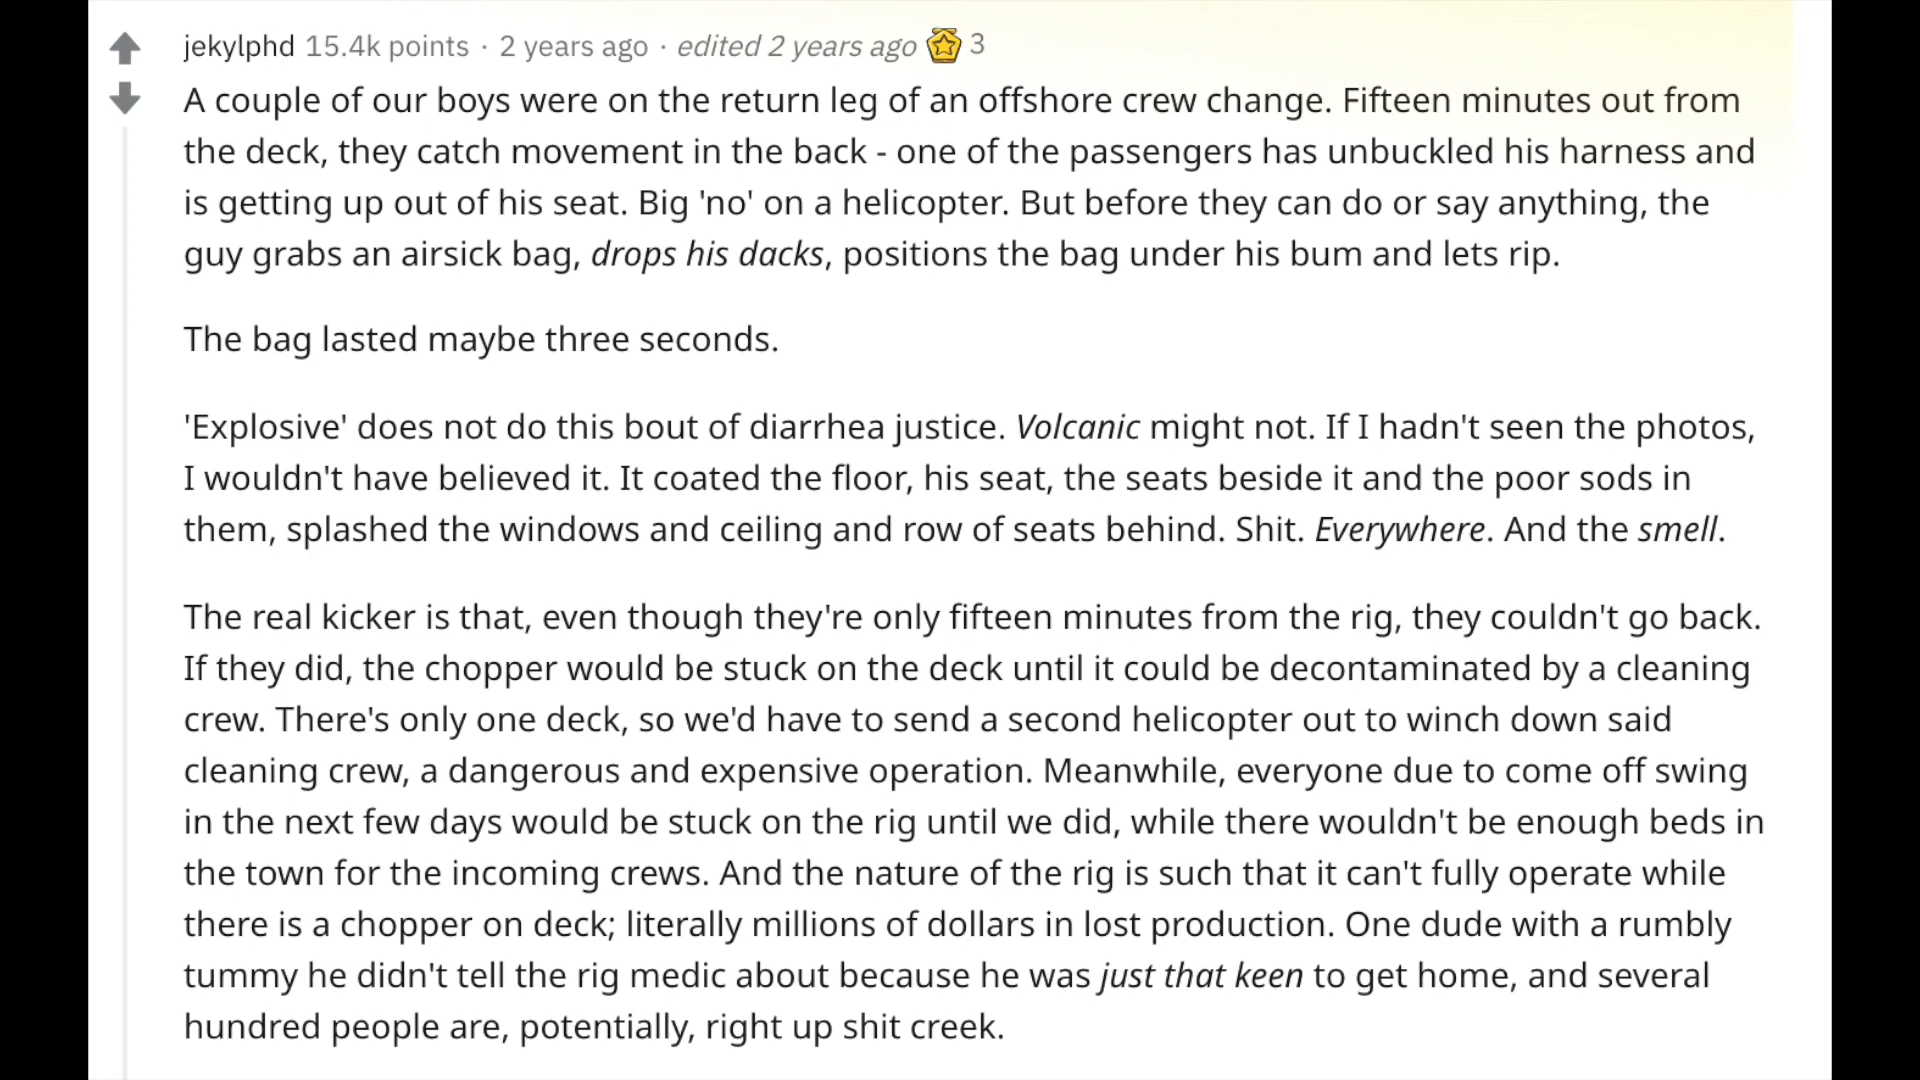 jekylphd 15.4k points · 2 years ago · edited 2 years ago 3
A couple of our boys were on the return leg of an offshore crew change. Fifteen minutes out from
the deck, they catch movement in the back - one of the passengers has unbuckled his harness and
is getting up out of his seat. Big 'no' on a helicopter. But before they can do or say anything, the
guy grabs an airsick bag, drops his dacks, positions the bag under his bum and lets rip.
The bag lasted maybe three seconds.
'Explosive' does not do this bout of diarrhea justice. Volcanic might not. If I hadn't seen the photos,
I wouldn't have believed it. It coated the floor, his seat, the seats beside it and the poor sods in
them, splashed the windows and ceiling and row of seats behind. Shit. Everywhere. And the smell.
The real kicker is that, even though they're only fifteen minutes from the rig, they couldn't go back.
If they did, the chopper would be stuck on the deck until it could be decontaminated by a cleaning
crew. There's only one deck, so we'd have to send a second helicopter out to winch down said
cleaning crew, a dangerous and expensive operation. Meanwhile, everyone due to come off swing
in the next few days would be stuck on the rig until we did, while there wouldn't be enough beds in
the town for the incoming crews. And the nature of the rig is such that it can't fully operate while
there is a chopper on deck; literally millions of dollars in lost production. One dude with a rumbly
tummy he didn't tell the rig medic about because he was just that keen to get home, and several
hundred people are, potentially, right up shit creek.